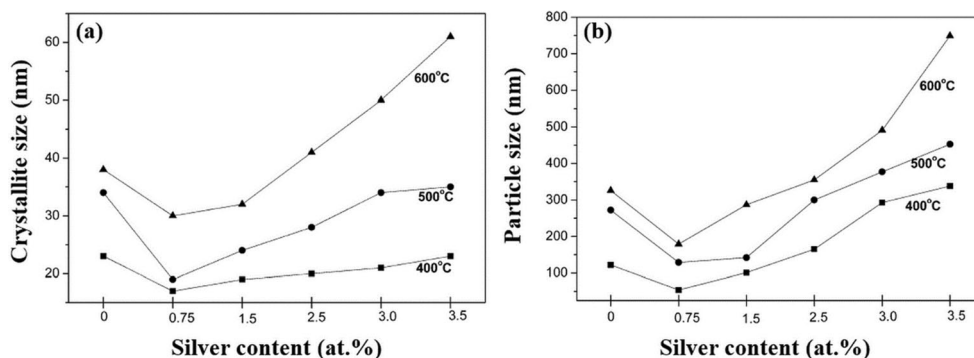 (a)
Crystallite size (nm)
60
50
40
30
20
600°C
500°C
400°C
0 0.75 1.5 2.5 3.0 3.5
Silver content (at.%)
(b)
Particle size (nm)
800
750
500
450
400
300
200
100
600°C
500°C
400°C
0 0.75 1.5 2.5 3.0 3.5
Silver content (at.%)